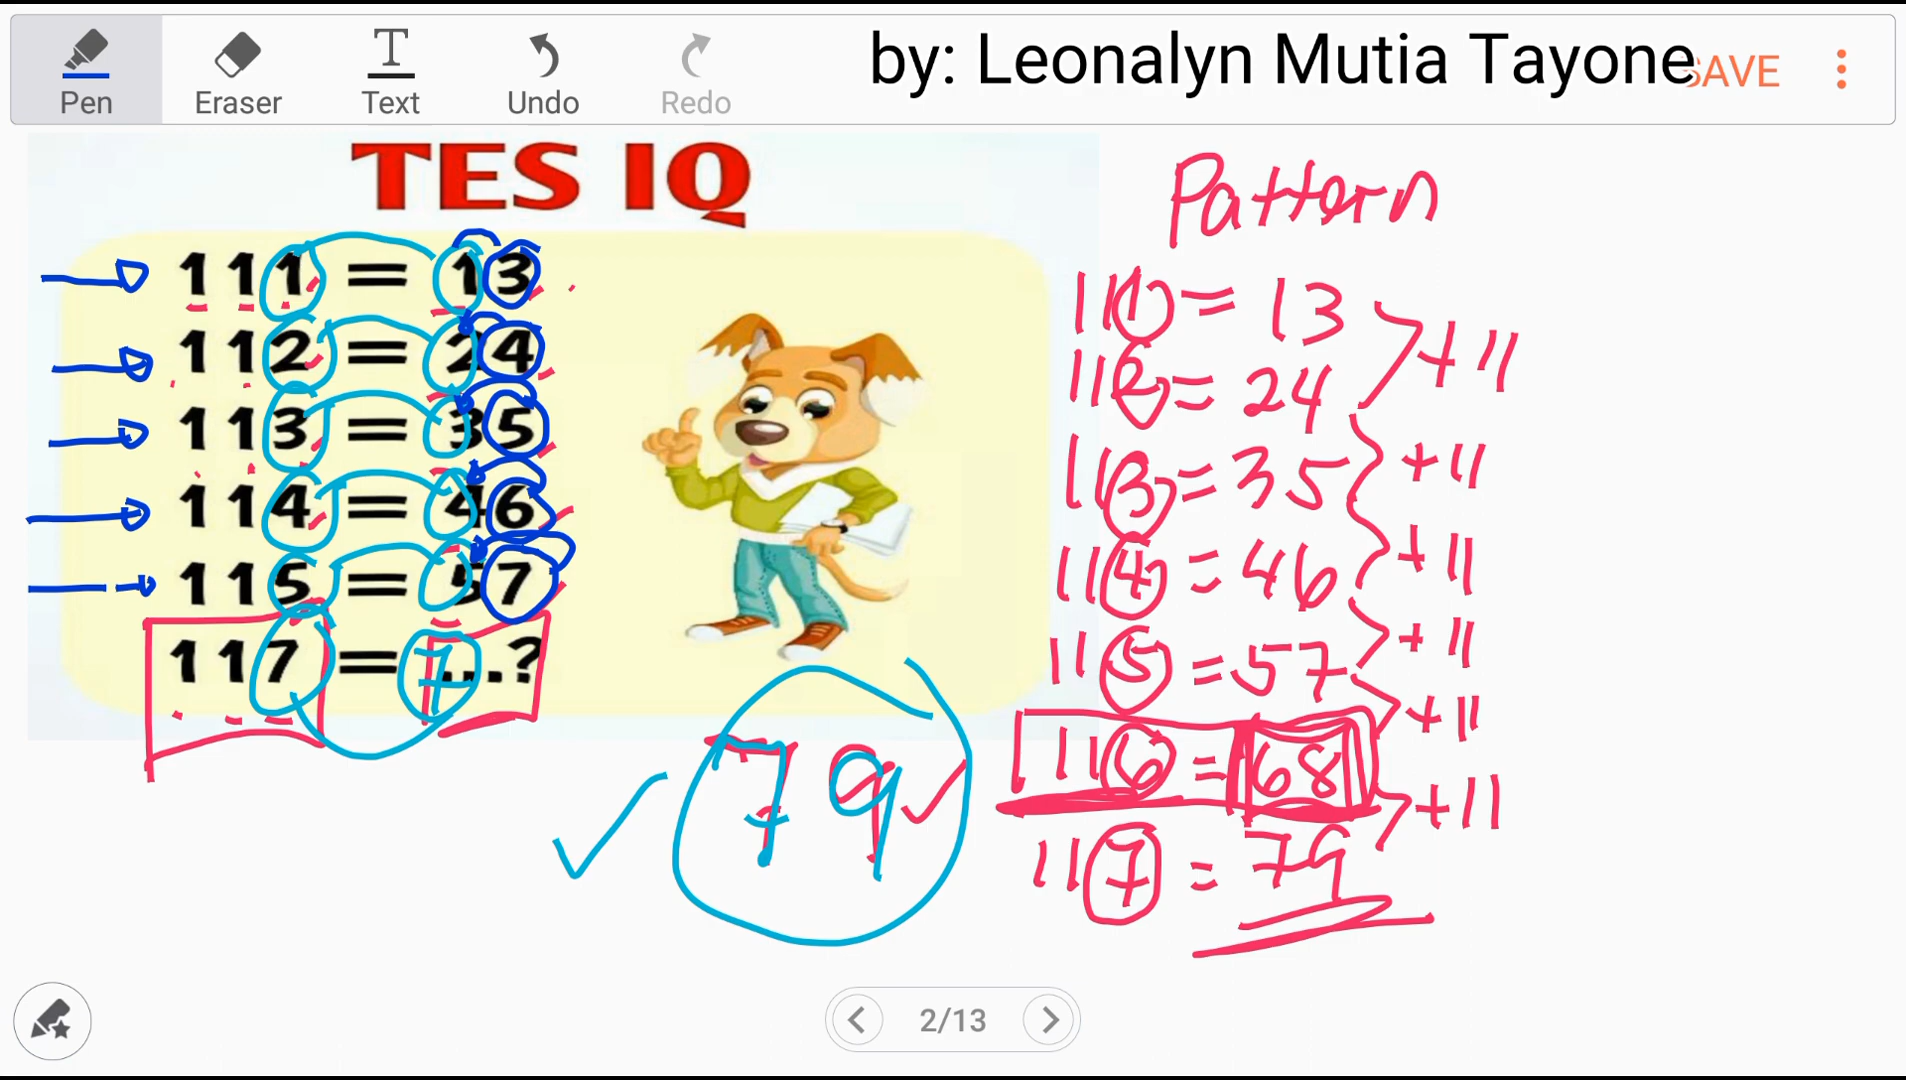 by: Leonalyn Mutia Tayone
SAVE
Pen
Eraser
Text
Undo
Redo
TES IQ
111 = 13
112 = 24
113 = 35
114 = 46
115 = 57
117 = 7...?
79
Pattern
111 = 13
+11
112 = 24
+11
113 = 35
+11
114 = 46
+11
115 = 57
+11
116 = 68
+11
117 = 79
2/13